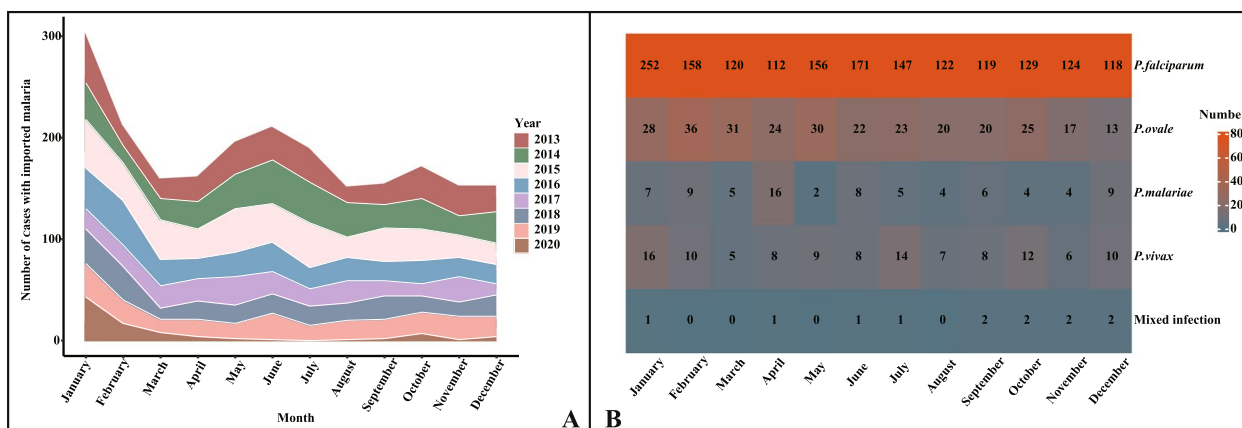 300
200
100
0
Number of cases with imported malaria
January
February
March
April
May
June
July
August
September
October
November
December
Month
Year
2013
2014
2015
2016
2017
2018
2019
2020
A
252 158 120 112 156 171 147 122 119 129 124 118 P.falciparum
28 36 31 24 30 22 23 20 20 25 17 13 P.ovale
7 9 5 16 2 8 5 4 6 4 4 9 P.malariae
16 10 5 8 9 8 14 7 8 12 6 10 P.vivax
1 0 0 1 0 1 1 0 2 2 2 2 Mixed infection
January
February
March
April
May
June
July
August
September
October
November
December
Numbe
80
60
40
20
0
B